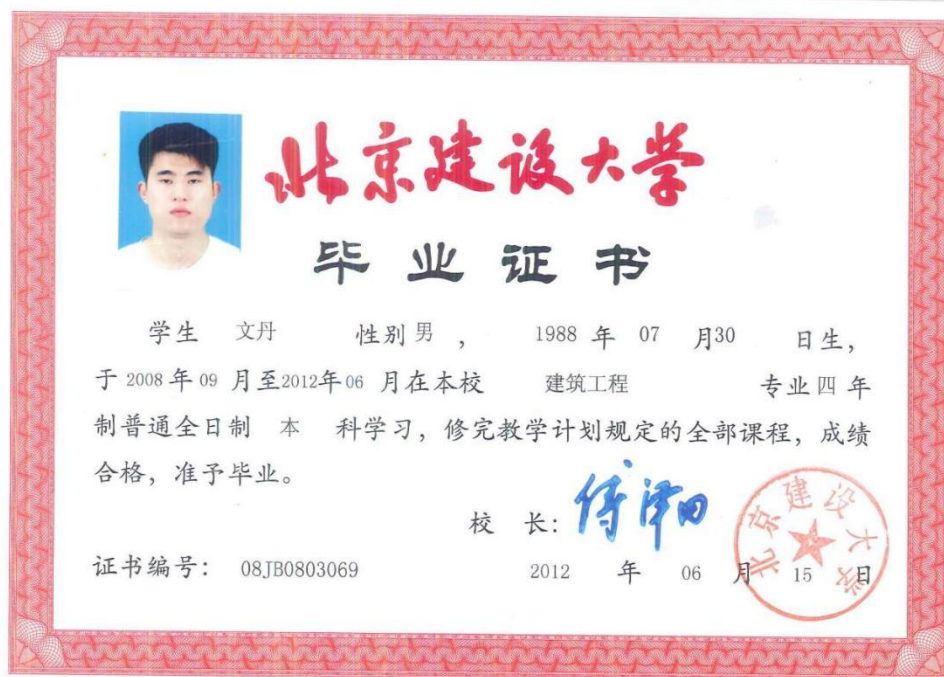 北京建设大学
毕业证书
学生 文丹 性别 男 , 1988 年 07 月30 日生,
于 2008 年 09 月至2012年 06 月在本校 建筑工程 专业 四 年
制普通全日制 本 科学习, 修完教学计划规定的全部课程, 成绩
合格, 准予毕业。
校 长: 傅泽田
证书编号: 08JB0803069 2012 年 06 月 15 日
北京建设大学